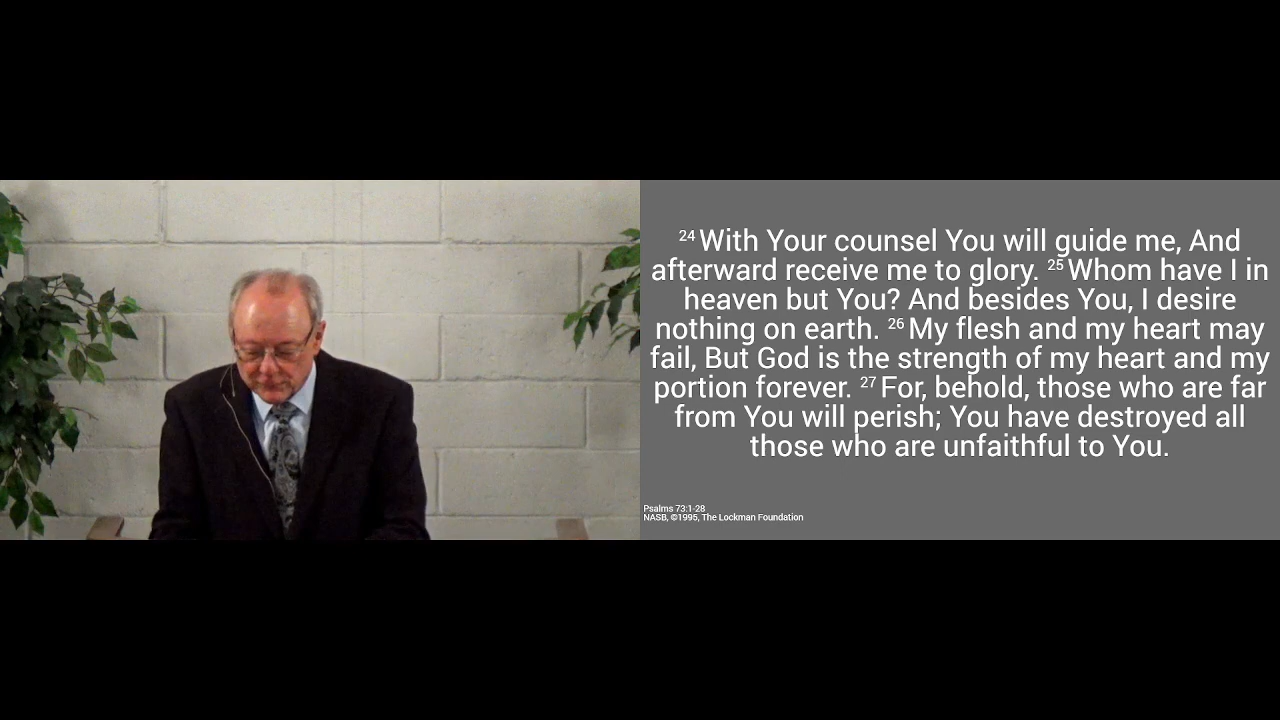 24 With Your counsel You will guide me, And
afterward receive me to glory. 25 Whom have I in
heaven but You? And besides You, I desire
nothing on earth. 26 My flesh and my heart may
fail, But God is the strength of my heart and my
portion forever. 27 For, behold, those who are far
from You will perish; You have destroyed all
those who are unfaithful to You.
Psalms 73:1-28
NASB, ©1995, The Lockman Foundation